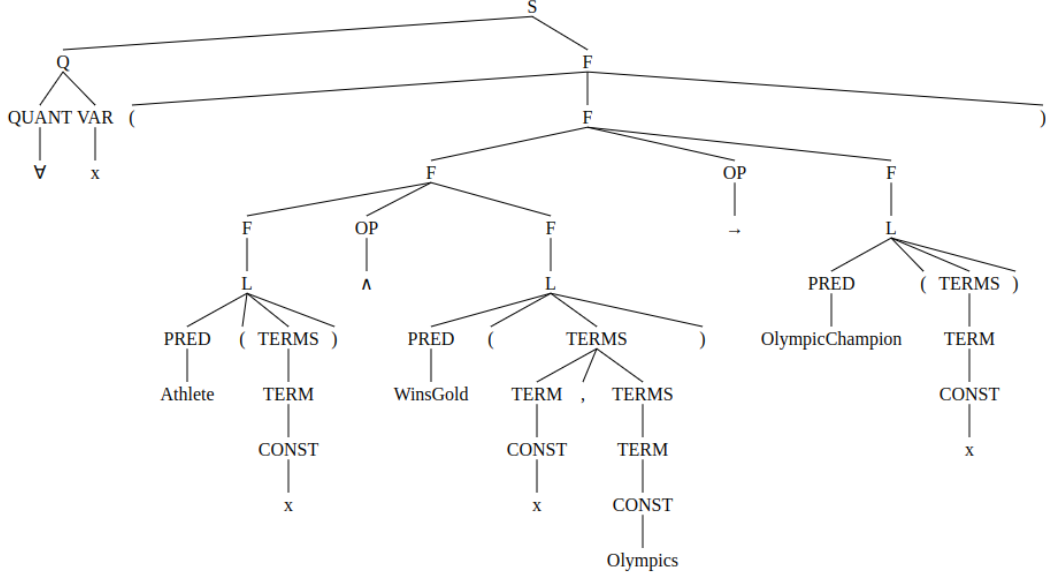 S
Q F
QUANT VAR ( F )
∀ x F OP F
F OP F → L
L ∧ L PRED ( TERMS )
PRED ( TERMS ) PRED ( TERMS ) OlympicChampion TERM
Athlete TERM WinsGold TERM , TERMS CONST
CONST CONST TERM x
x x CONST
Olympics